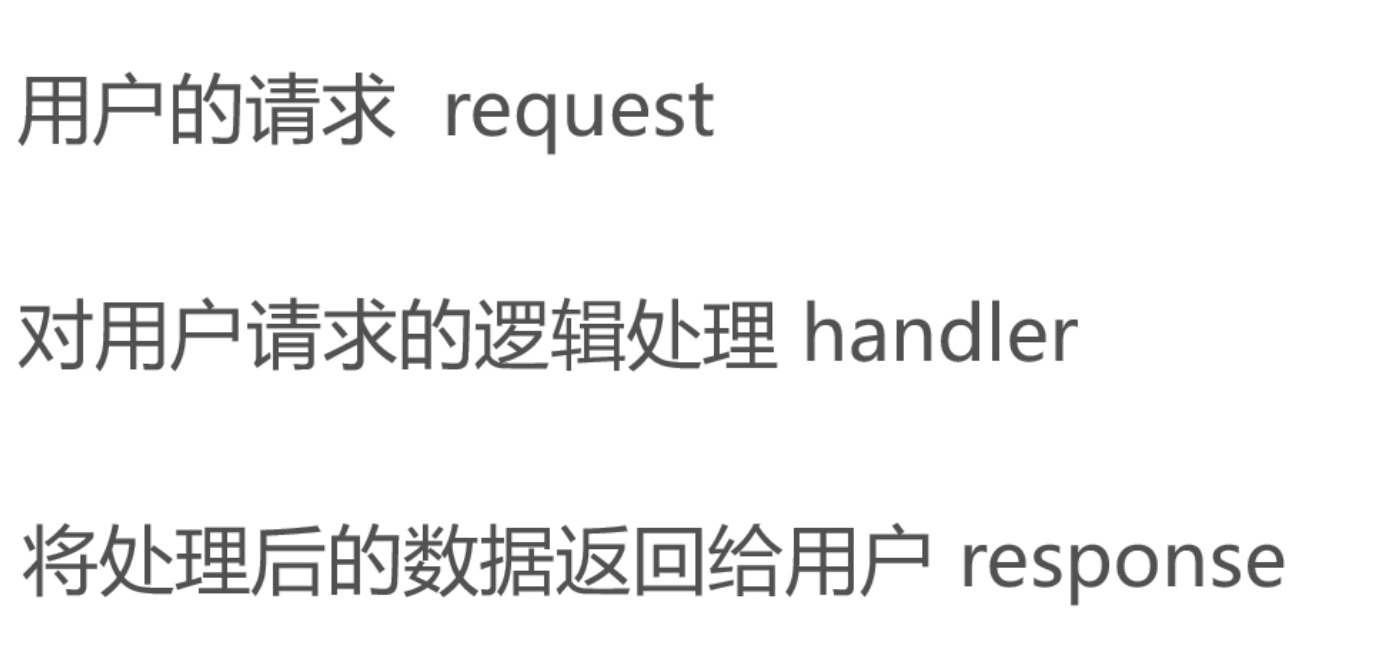 用户的请求 request
对用户请求的逻辑处理 handler
将处理后的数据返回给用户 response